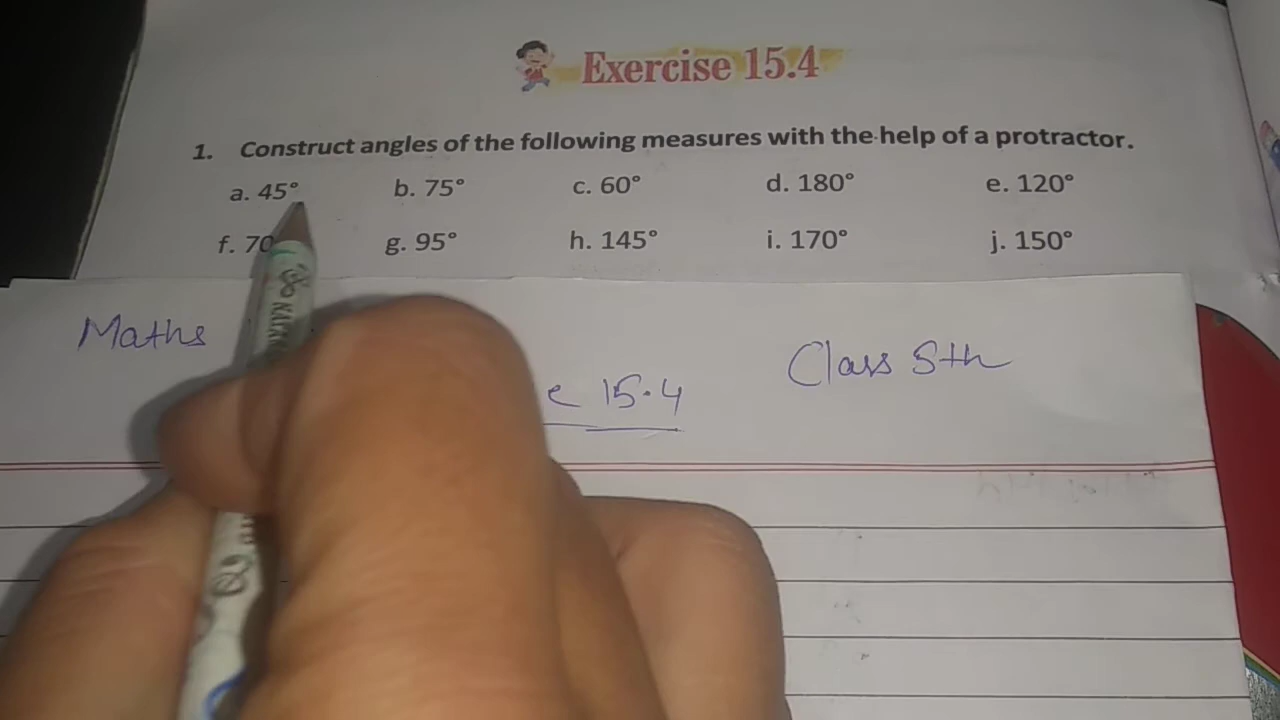 Exercise 15.4
1. Construct angles of the following measures with the help of a protractor.
a. 45° b. 75° c. 60° d. 180° e. 120°
f. 70 g. 95° h. 145° i. 170° j. 150°
Maths
Class 5th
e 15.4